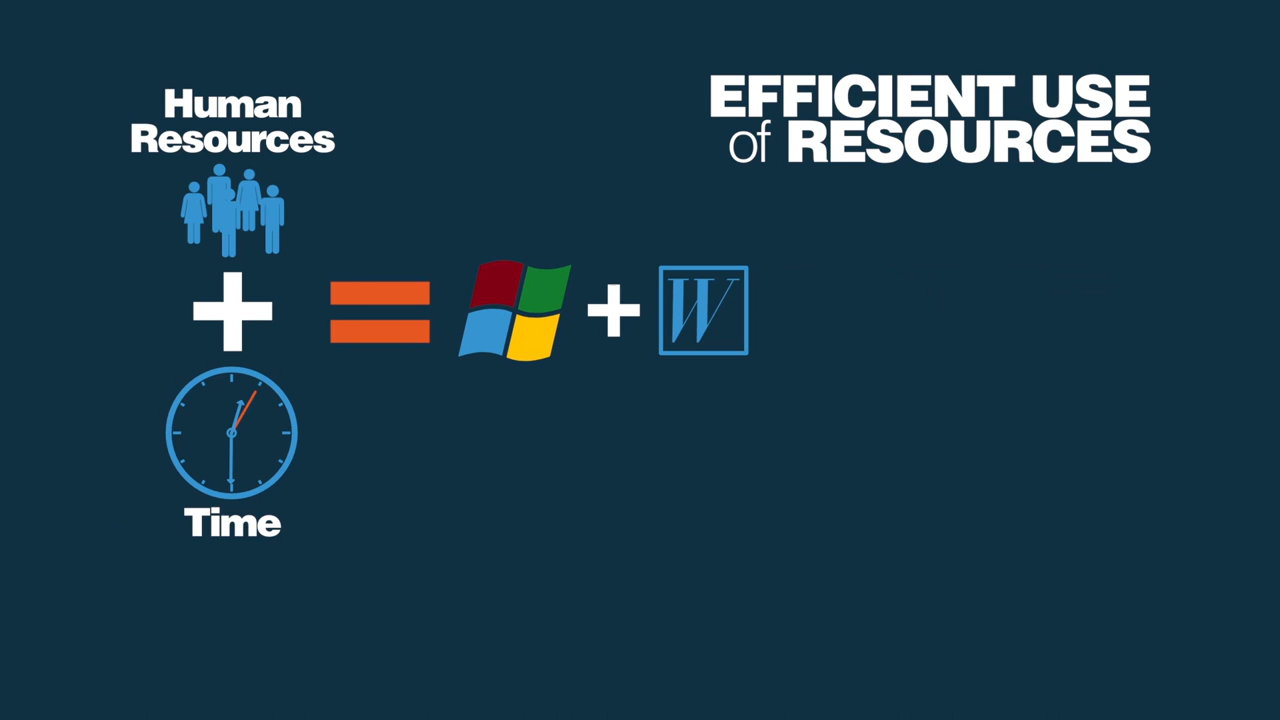 Human
Resources
EFFICIENT USE
of RESOURCES
W
Time